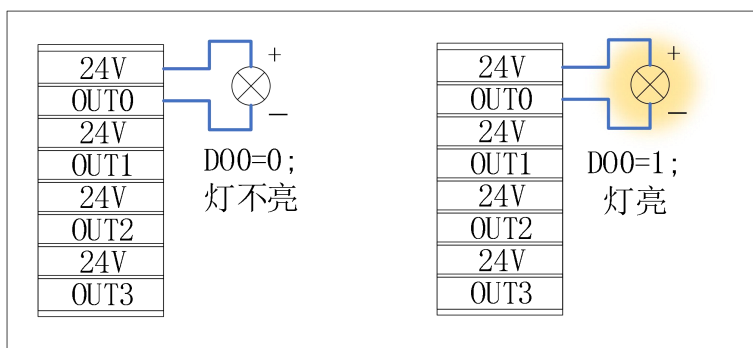 24V
OUT0
24V
OUT1
24V
OUT2
24V
OUT3
+
−
DO0=0;
灯不亮
24V
OUT0
24V
OUT1
24V
OUT2
24V
OUT3
+
−
DO0=1;
灯亮